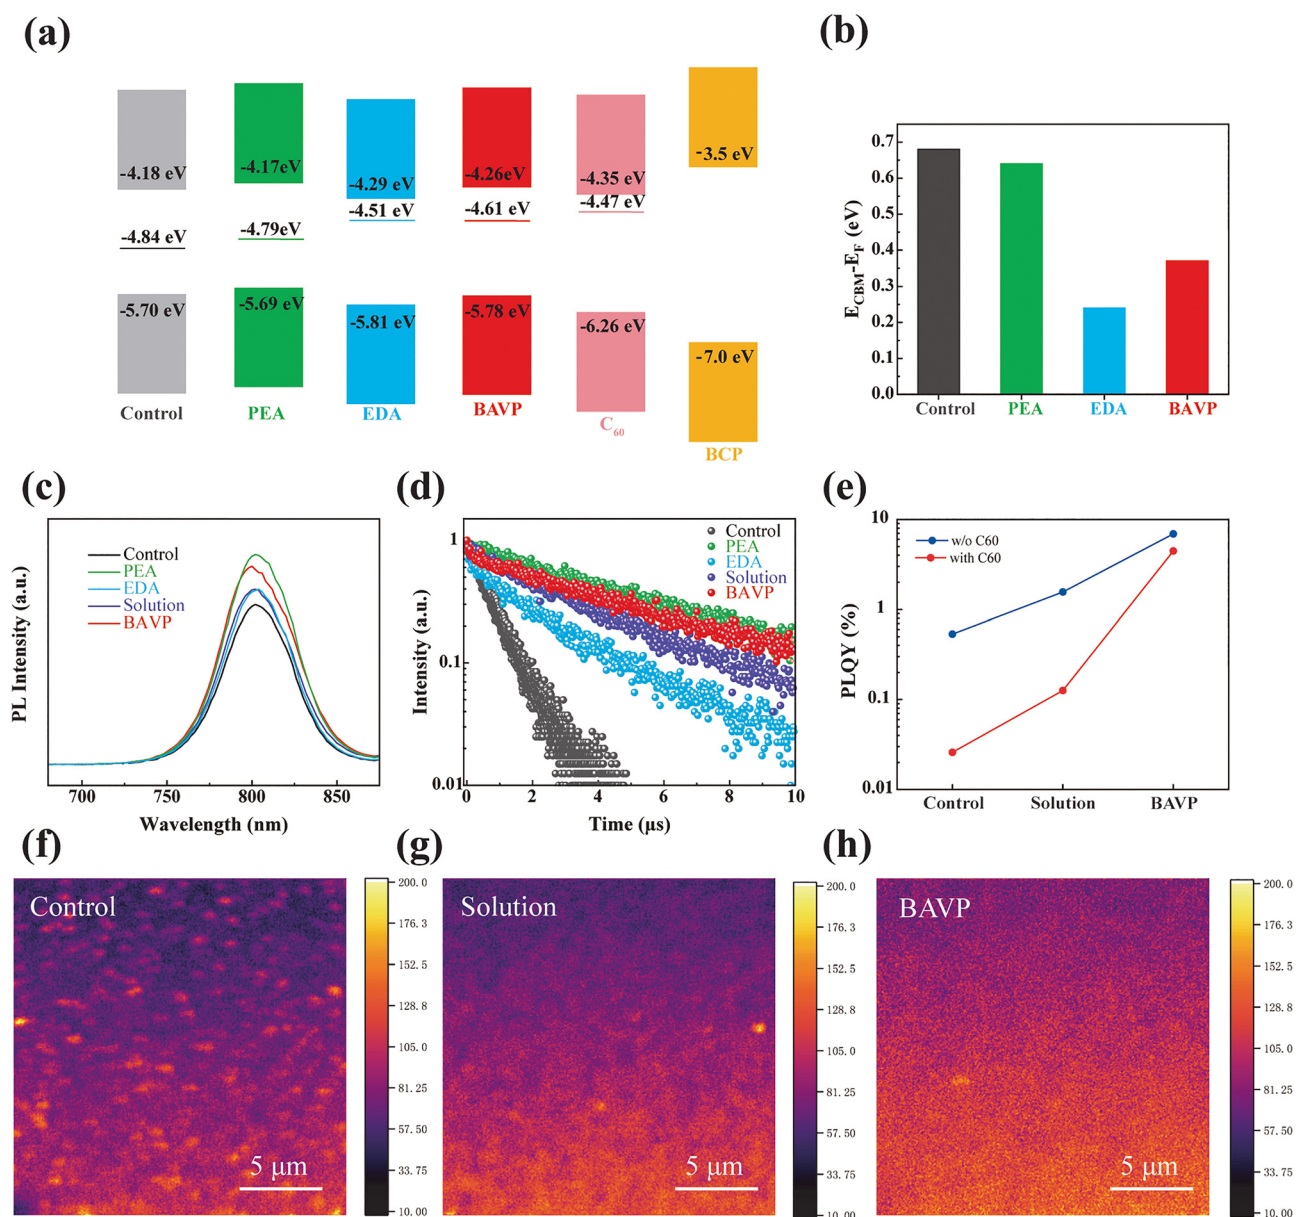 (a)
-4.18 eV
-4.17eV
-4.29 eV
-4.26eV
-4.35 eV
-3.5 eV
-4.84 eV
-4.79eV
-4.51 eV
-4.61 eV
-4.47 eV
-5.70 eV
-5.69 eV
-5.81 eV
-5.78 eV
-6.26 eV
-7.0 eV
Control
PEA
EDA
BAVP
C60
BCP
(b)
E_CBM-E_F (eV)
0.7
0.6
0.5
0.4
0.3
0.2
0.1
0.0
Control
PEA
EDA
BAVP
(c)
PL Intensity (a.u.)
Control
PEA
EDA
Solution
BAVP
700
750
800
850
Wavelength (nm)
(d)
Intensity (a.u.)
1
0.1
0.01
Control
PEA
EDA
Solution
BAVP
0
2
4
6
8
10
Time (μs)
(e)
PLQY (%)
10
1
0.1
0.01
w/o C60
with C60
Control
Solution
BAVP
(f)
Control
5 μm
200.0
176.3
152.5
128.8
105.0
81.25
57.50
33.75
10.00
(g)
Solution
5 μm
200.0
176.3
152.5
128.8
105.0
81.25
57.50
33.75
10.00
(h)
BAVP
5 μm
200.0
176.3
152.5
128.8
105.0
81.25
57.50
33.75
10.00